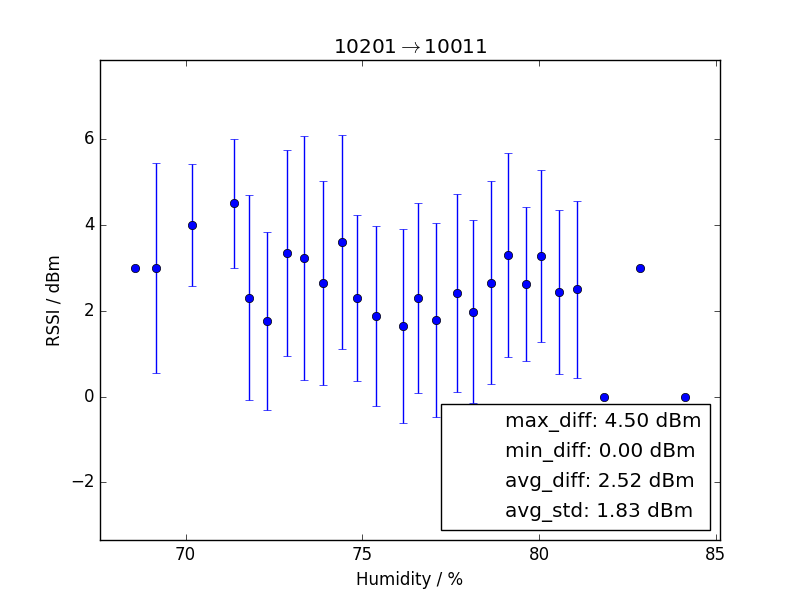 10201→10011
RSSI / dBm
6
4
2
0
−2
max_diff: 4.50 dBm
min_diff: 0.00 dBm
avg_diff: 2.52 dBm
avg_std: 1.83 dBm
70 75 80 85
Humidity / %